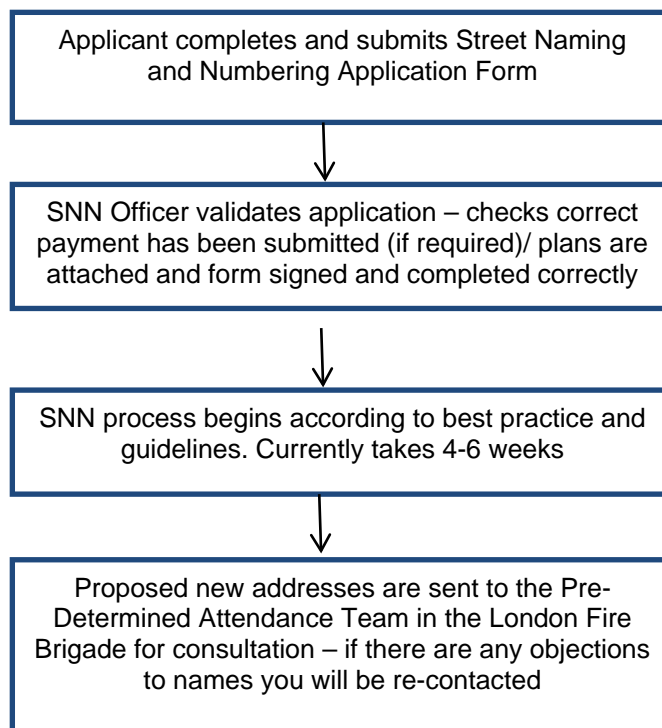 Applicant completes and submits Street Naming
and Numbering Application Form
SNN Officer validates application – checks correct
payment has been submitted (if required)/ plans are
attached and form signed and completed correctly
SNN process begins according to best practice and
guidelines. Currently takes 4-6 weeks
Proposed new addresses are sent to the Pre-
Determined Attendance Team in the London Fire
Brigade for consultation – if there are any objections
to names you will be re-contacted